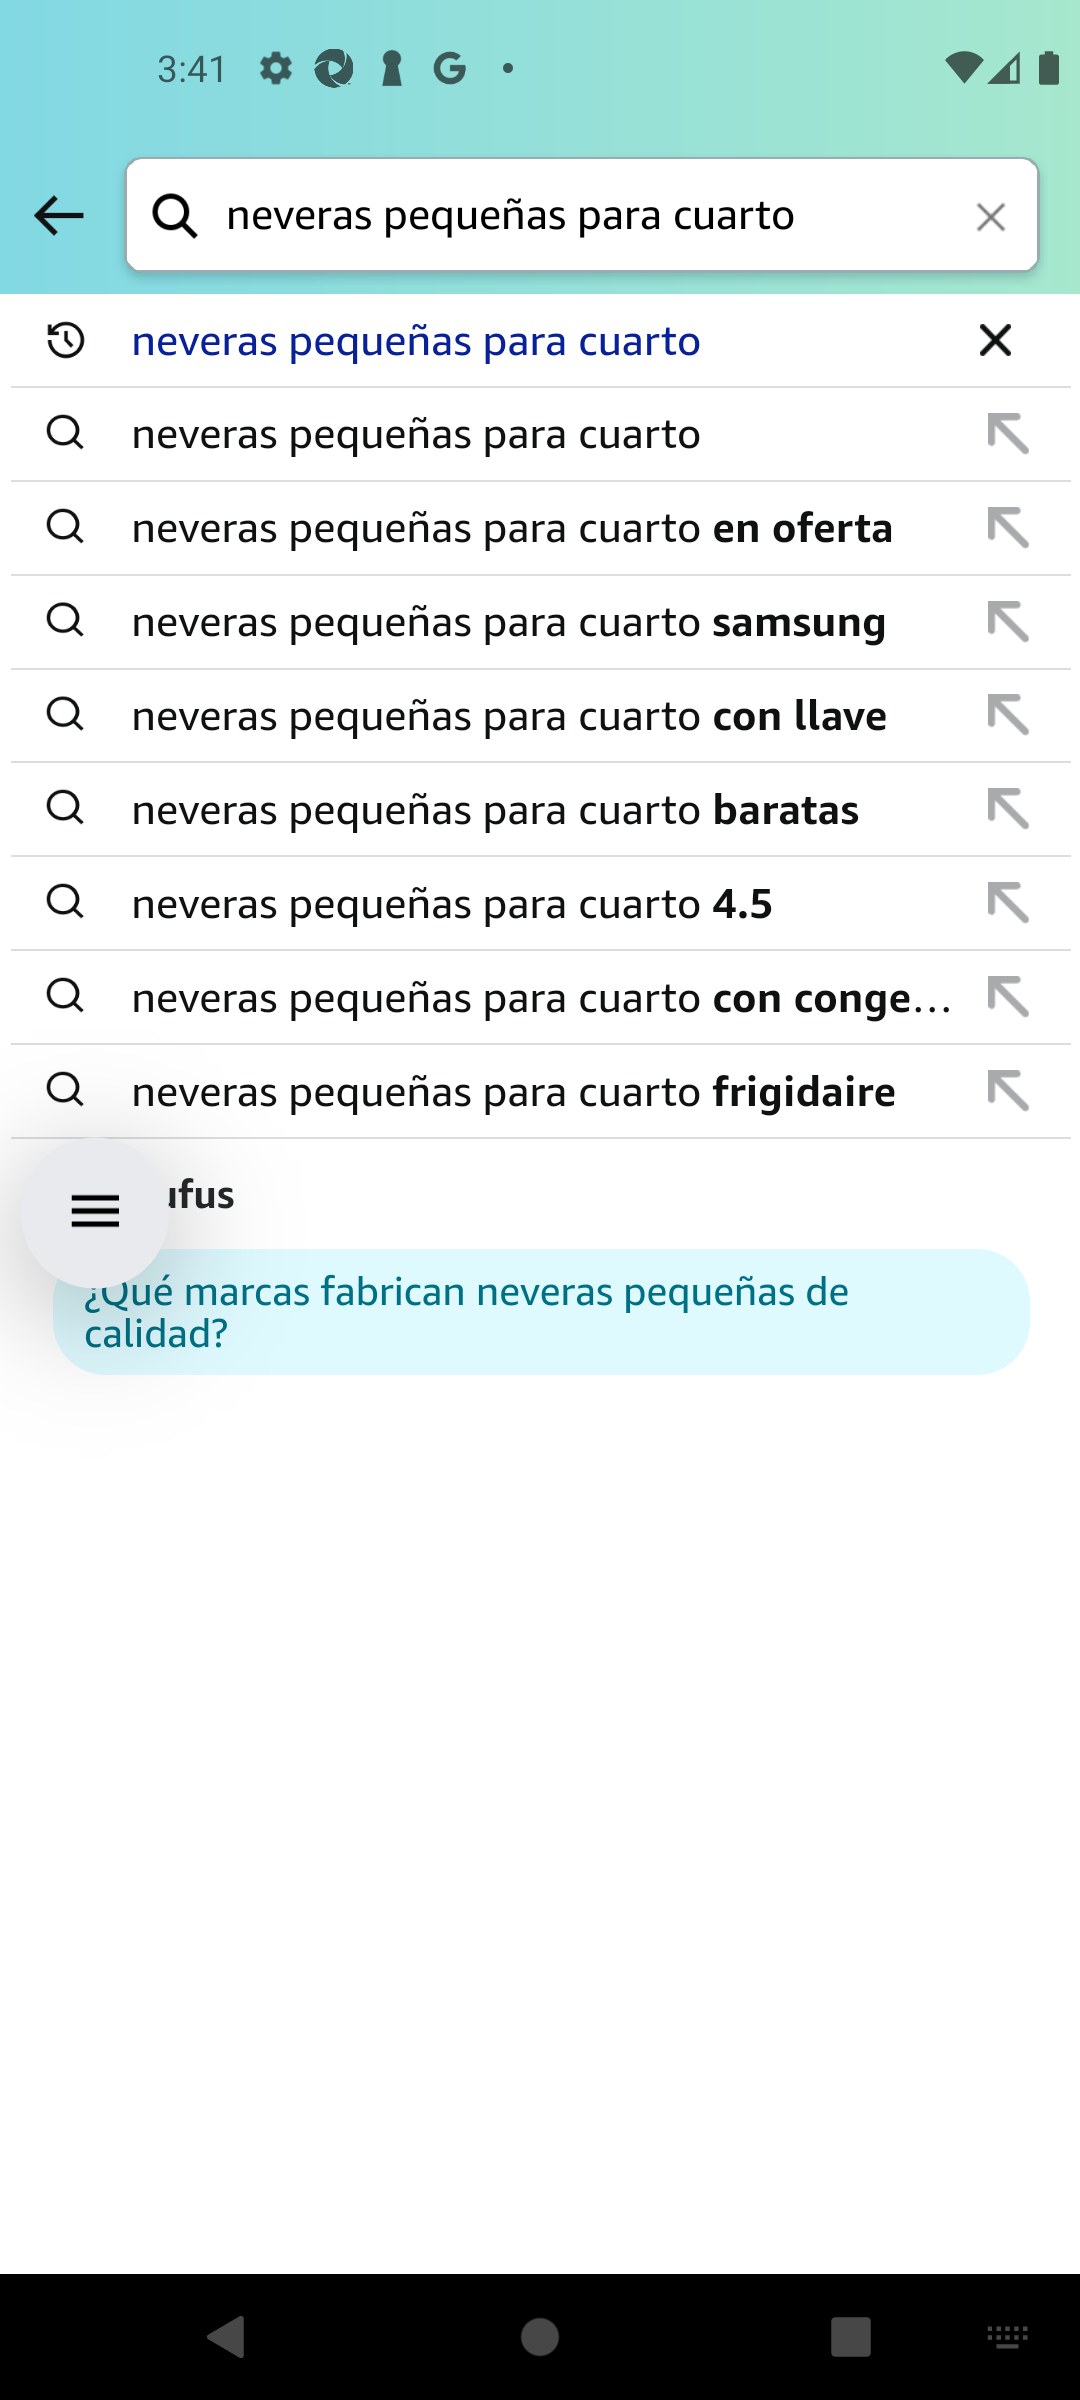 3:41
neveras pequeñas para cuarto
neveras pequeñas para cuarto
neveras pequeñas para cuarto
neveras pequeñas para cuarto en oferta
neveras pequeñas para cuarto samsung
neveras pequeñas para cuarto con llave
neveras pequeñas para cuarto baratas
neveras pequeñas para cuarto 4.5
neveras pequeñas para cuarto con conge...
neveras pequeñas para cuarto frigidaire
ufus
¿Qué marcas fabrican neveras pequeñas de
calidad?